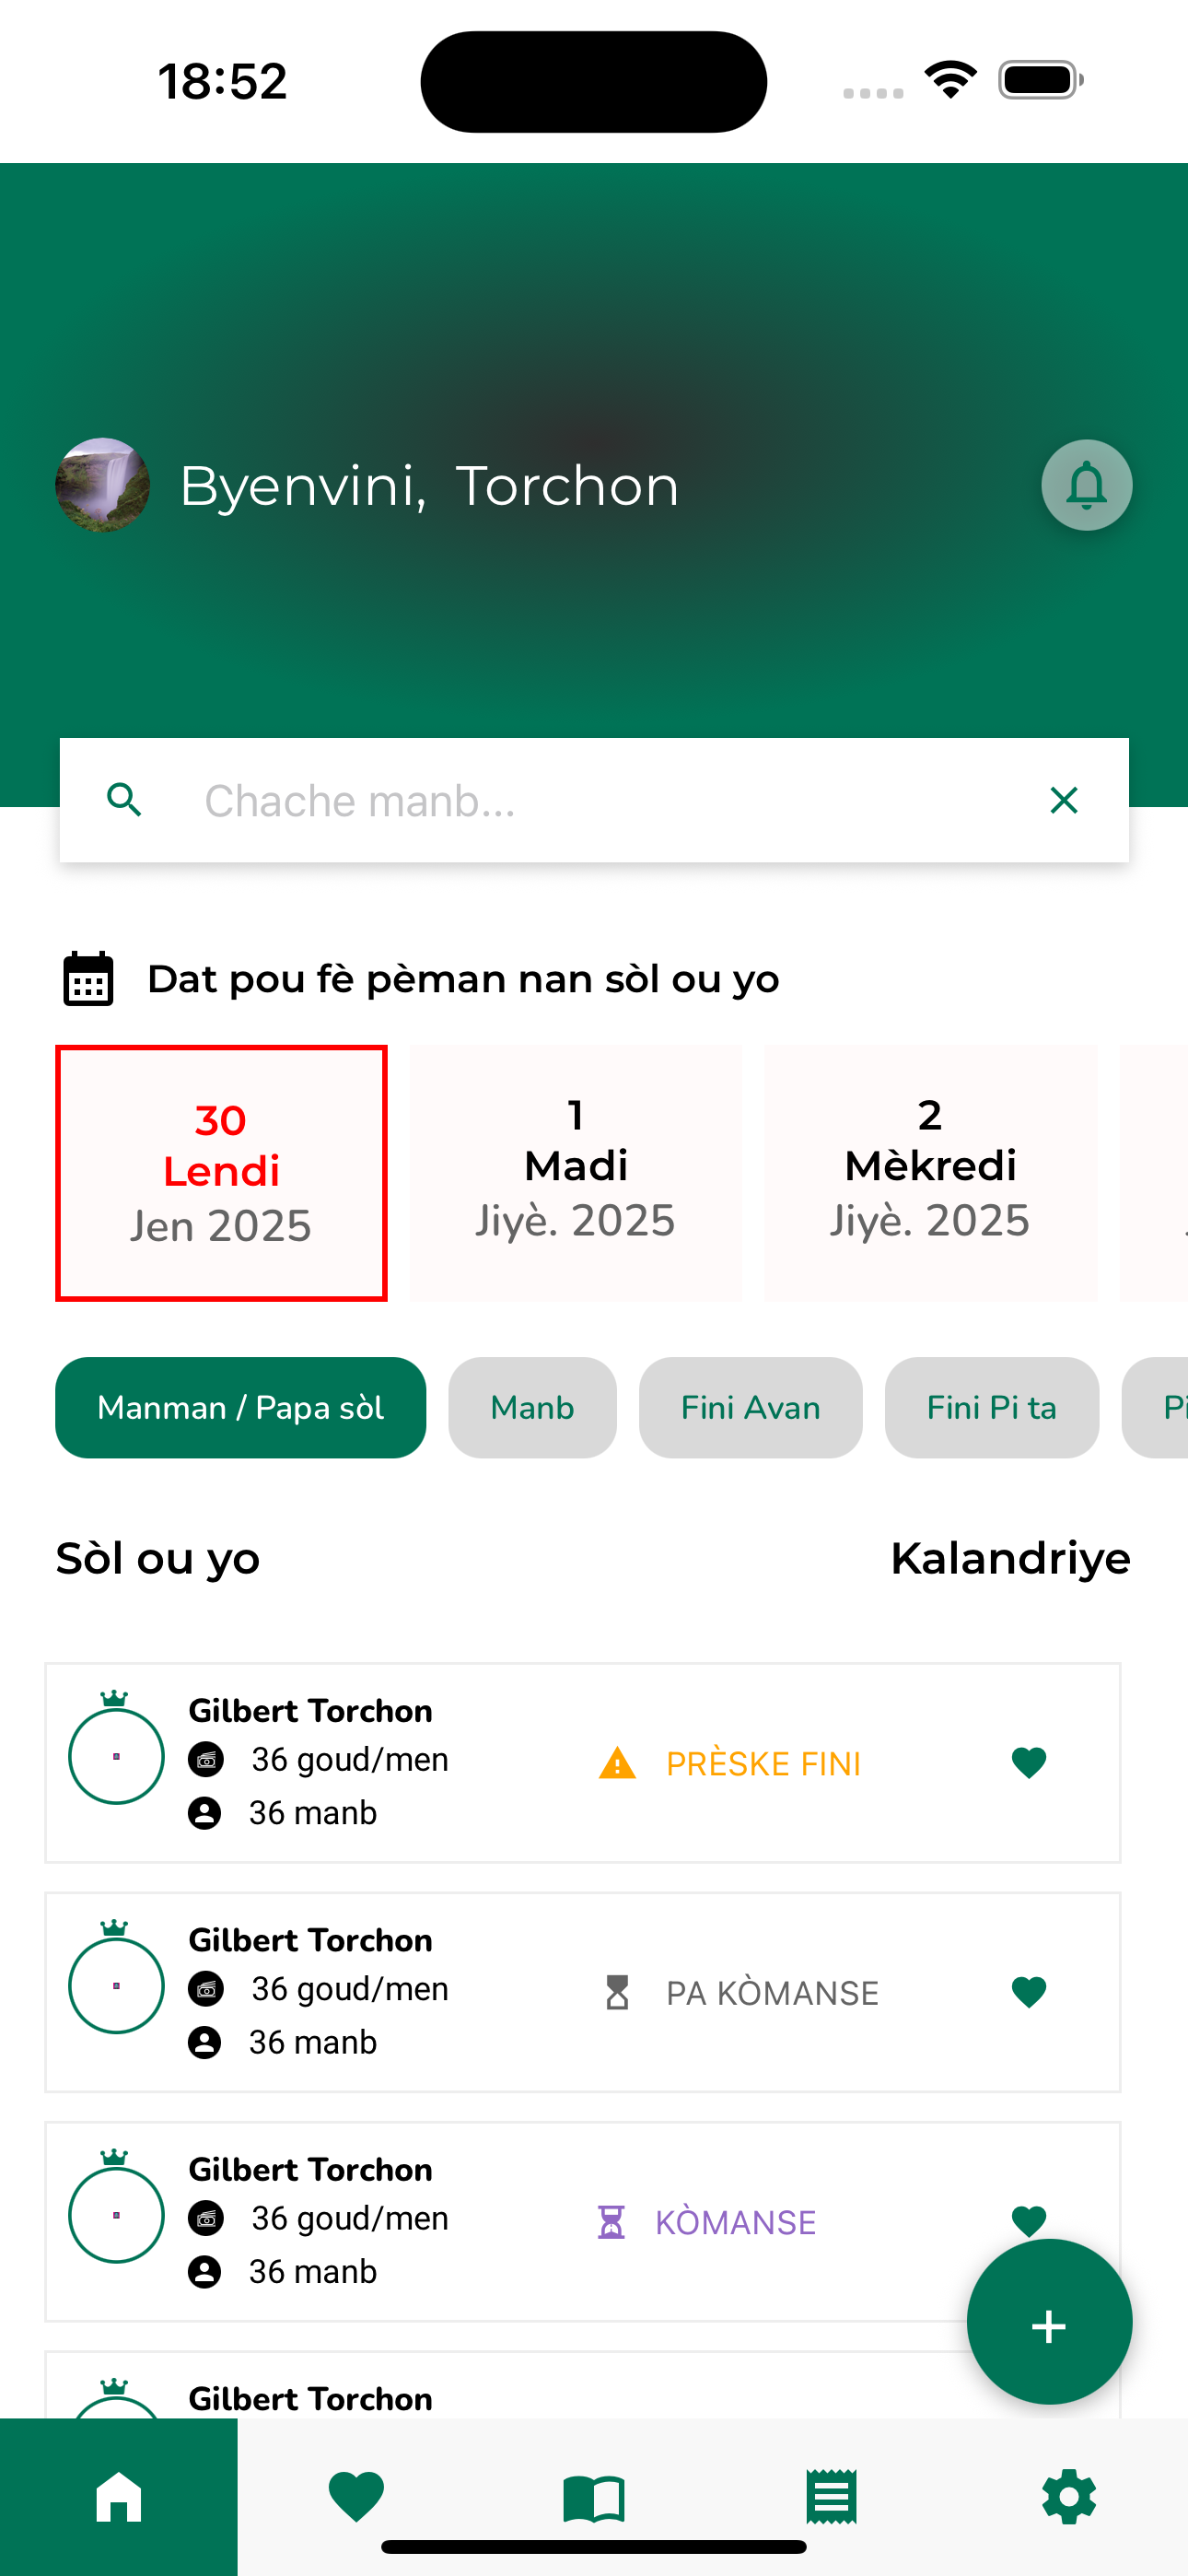 18:52
Byenvini, Torchon
Chache manb...
Dat pou fè pèman nan sòl ou yo
30
Lendi
Jen 2025
1
Madi
Jiyè. 2025
2
Mèkredi
Jiyè. 2025
Manman / Papa sòl
Manb
Fini Avan
Fini Pi ta
Sòl ou yo
Kalandriye
Gilbert Torchon
36 goud/men
36 manb
PRÈSKE FINI
Gilbert Torchon
36 goud/men
36 manb
PA KÒMANSE
Gilbert Torchon
36 goud/men
36 manb
KÒMANSE
Gilbert Torchon